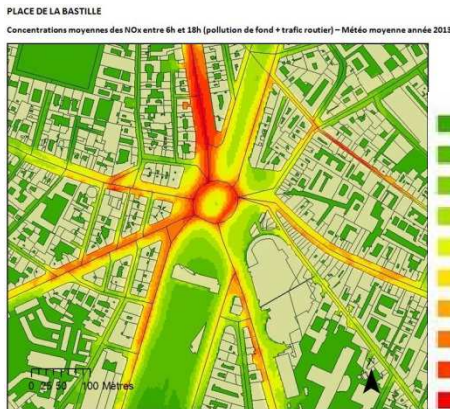 PLACE DE LA BASTILLE
Concentrations moyennes des NOx entre 6h et 18h (pollution de fond + trafic routier) – Météo moyenne année 2013
0 25 50 100 Mètres